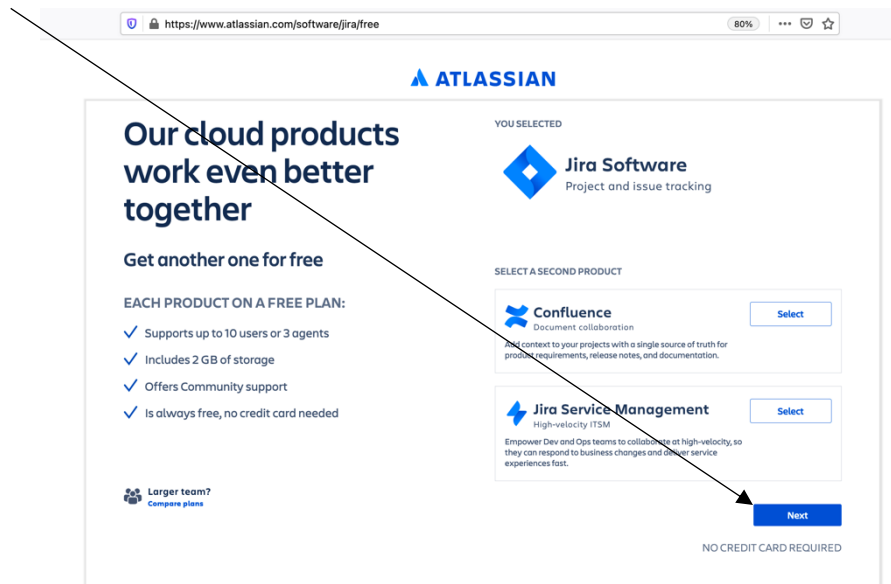 https://www.atlassian.com/software/jira/free
80%
ATLASSIAN
Our cloud products
work even better
together
Get another one for free
EACH PRODUCT ON A FREE PLAN:
Supports up to 10 users or 3 agents
Includes 2 GB of storage
Offers Community support
Is always free, no credit card needed
Larger team?
Compare plans
YOU SELECTED
Jira Software
Project and issue tracking
SELECT A SECOND PRODUCT
Confluence
Document collaboration
Add context to your projects with a single source of truth for
product requirements, release notes, and documentation.
Select
Jira Service Management
High-velocity ITSM
Empower Dev and Ops teams to collaborate at high-velocity, so
they can respond to business changes and deliver service
experiences fast.
Select
Next
NO CREDIT CARD REQUIRED